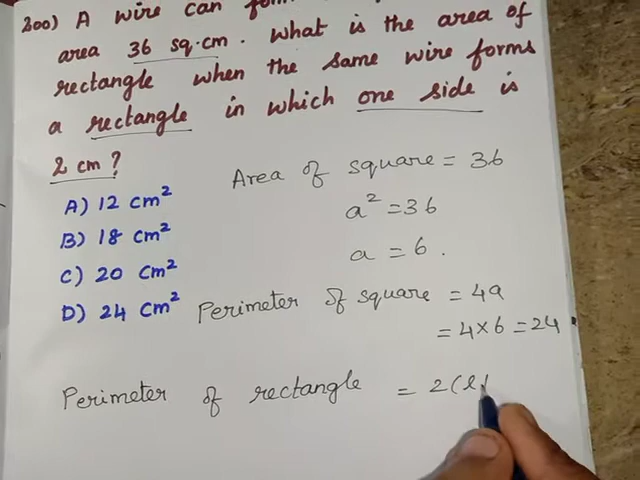 200) A wire can
area 36 sq.cm. What is the area of
rectangle when the same wire forms
a rectangle in which one side is
2 cm?
Area of square = 36
A) 12 cm²
a² = 36
B) 18 cm²
a = 6.
C) 20 cm²
D) 24 cm²
Perimeter of square = 4a
= 4×6 = 24
Perimeter of rectangle = 2(l